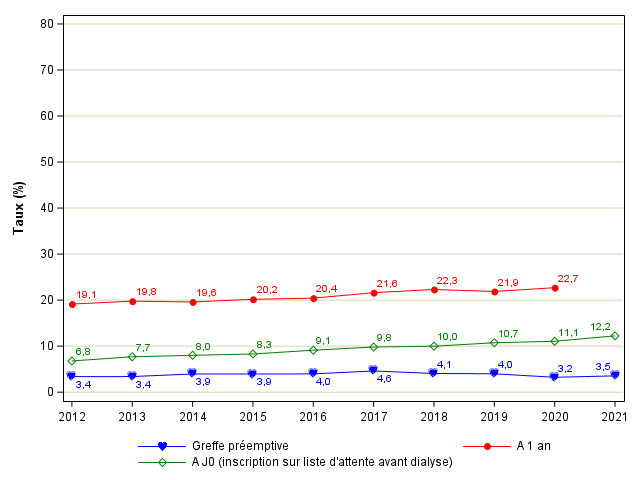 80
70
60
50
40
30
20
10
0
Taux (%)
19,1 19,8 19,6 20,2 20,4 21,6 22,3 21,9 22,7
6,8 7,7 8,0 8,3 9,1 9,8 10,0 10,7 11,1 12,2
3,4 3,4 3,9 3,9 4,0 4,6 4,1 4,0 3,2 3,5
2012 2013 2014 2015 2016 2017 2018 2019 2020 2021
Greffe préemptive A 1 an
A J0 (inscription sur liste d'attente avant dialyse)